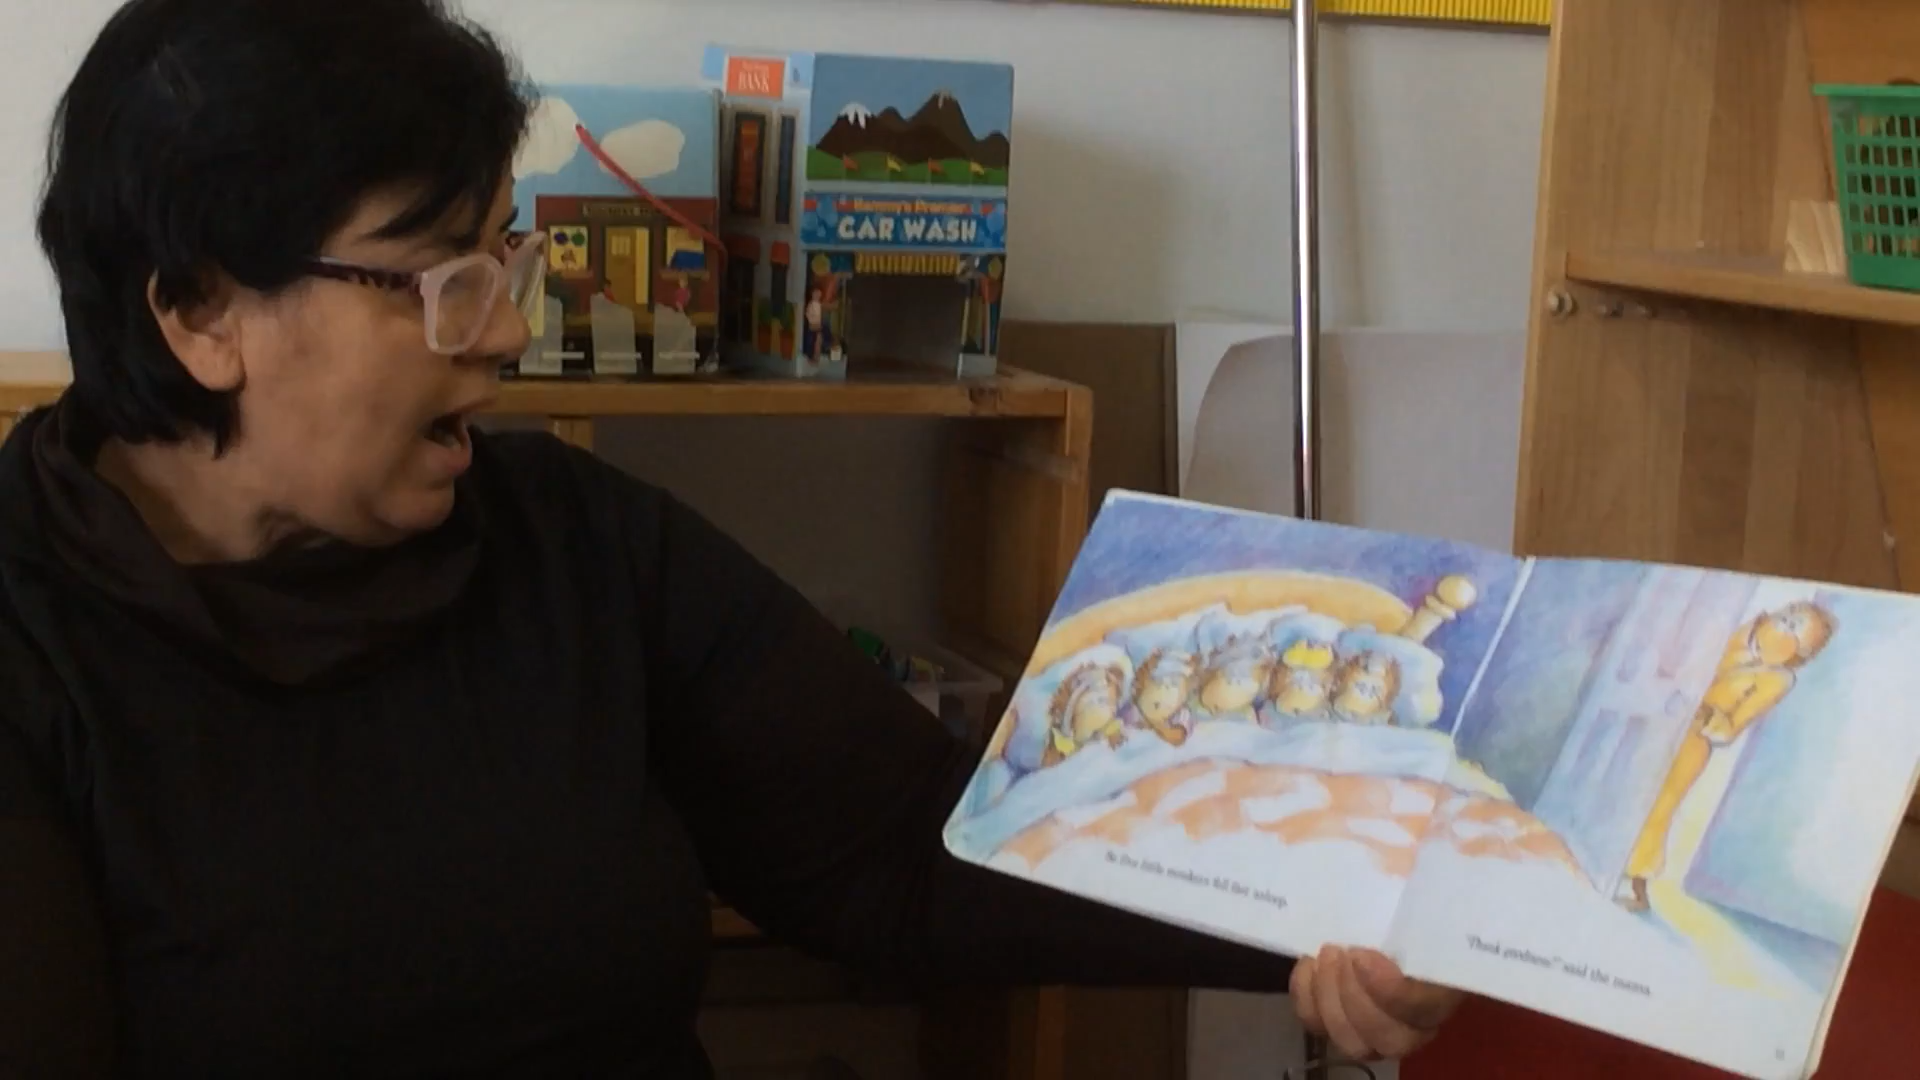 BANK
CAR WASH
So five little monkeys fell fast asleep.
"Thank goodness!" said the mama.